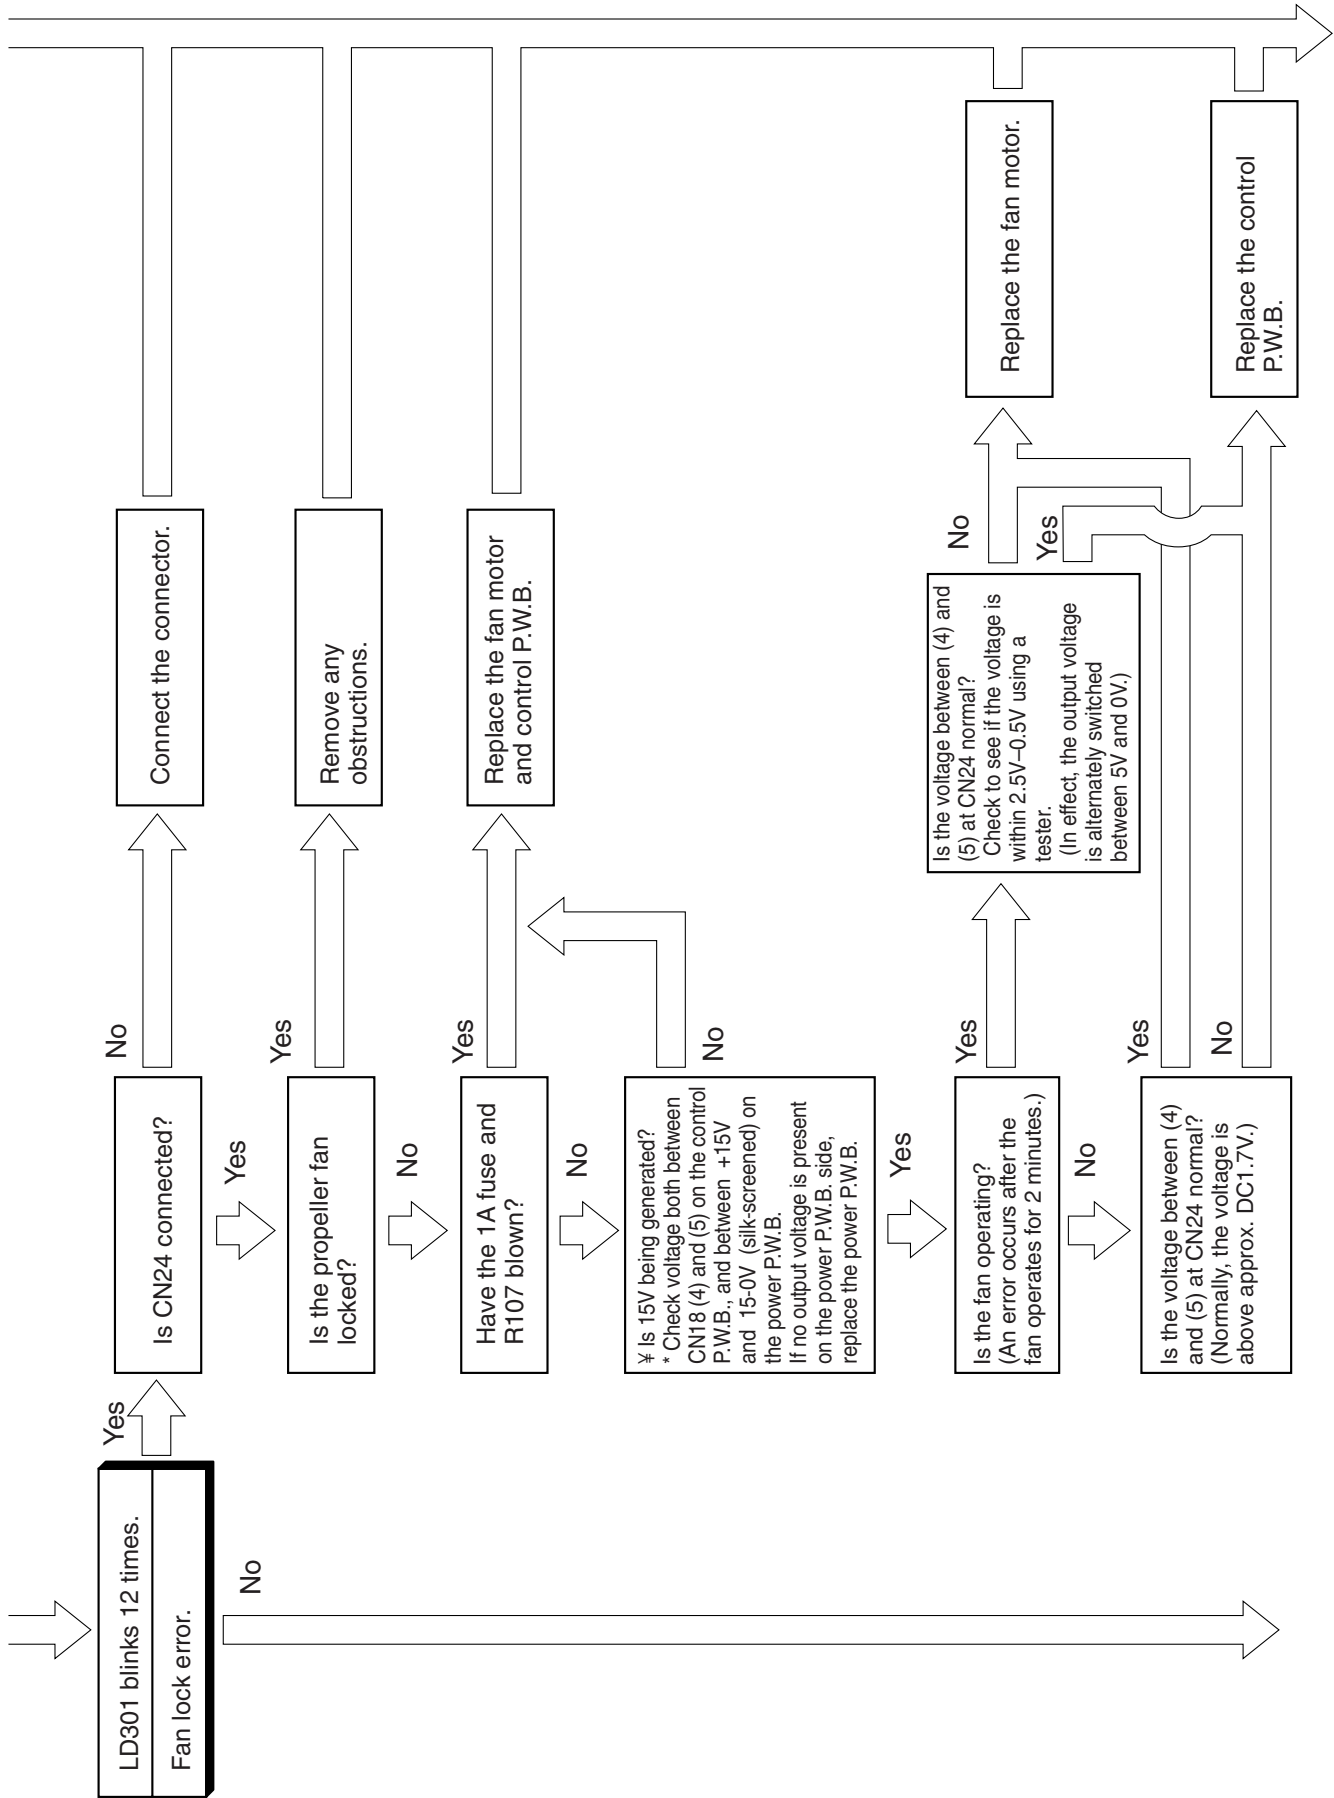 LD301 blinks 12 times.
Fan lock error.
Yes
No
Is CN24 connected?
No
Connect the connector.
Yes
Is the propeller fan
locked?
Yes
Remove any
obstructions.
No
Have the 1A fuse and
R107 blown?
Yes
Replace the fan motor
and control P.W.B.
No
¥ Is 15V being generated?
* Check voltage both between
CN18 (4) and (5) on the control
P.W.B., and between +15V
and 15-0V (silk-screened) on
the power P.W.B.
If no output voltage is present
on the power P.W.B. side,
replace the power P.W.B.
No
Yes
Is the fan operating?
(An error occurs after the
fan operates for 2 minutes.)
Yes
Is the voltage between (4) and
(5) at CN24 normal?
Check to see if the voltage is
within 2.5V–0.5V using a
tester.
(In effect, the output voltage
is alternately switched
between 5V and 0V.)
No
Yes
Replace the fan motor.
No
Is the voltage between (4)
and (5) at CN24 normal?
(Normally, the voltage is
above approx. DC1.7V.)
Yes
No
Replace the control
P.W.B.